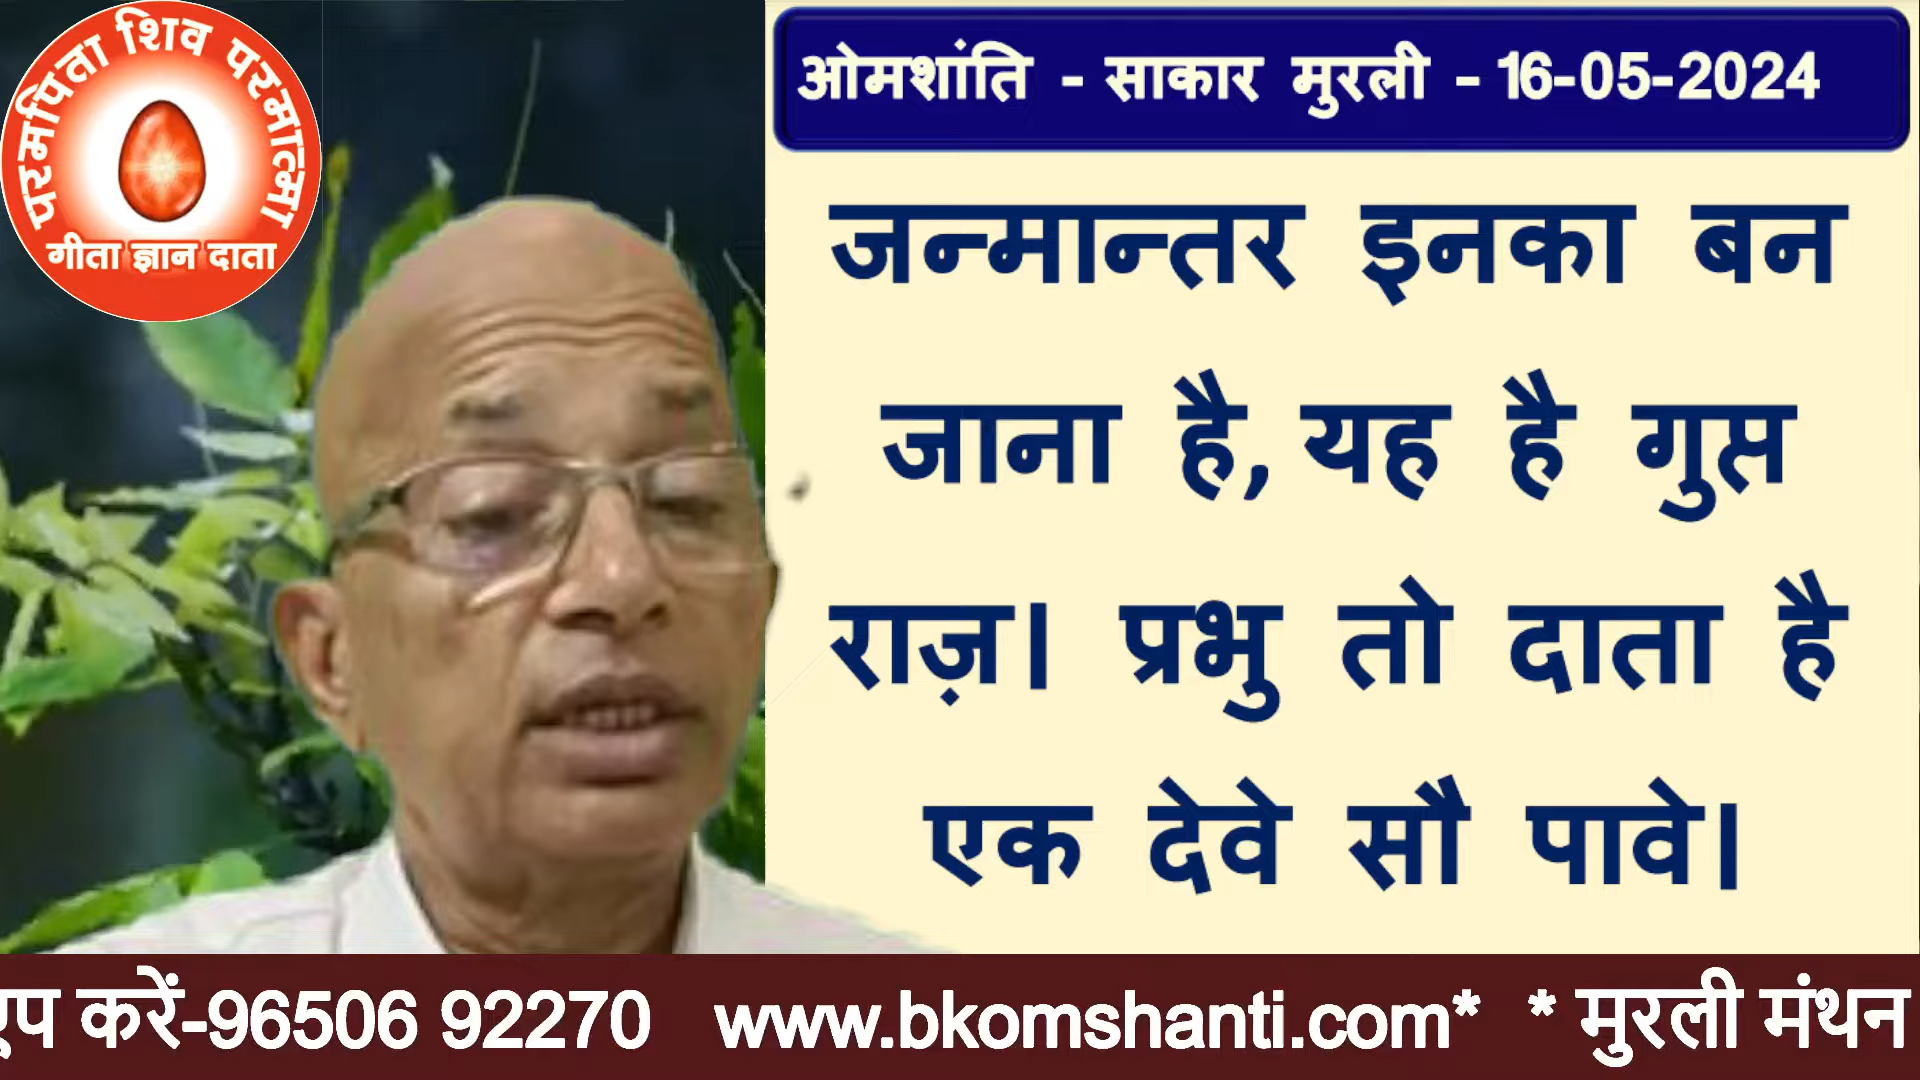 परमपिता शिव परमात्मा
गीता ज्ञान दाता
ओमशांति - साकार मुरली - 16-05-2024
जन्मान्तर इनका बन
जाना है, यह है गुप्त
राज़। प्रभु तो दाता है
एक देवे सौ पावे।
करें-96506 92270 www.bkomshanti.com* * मुरली मंथन